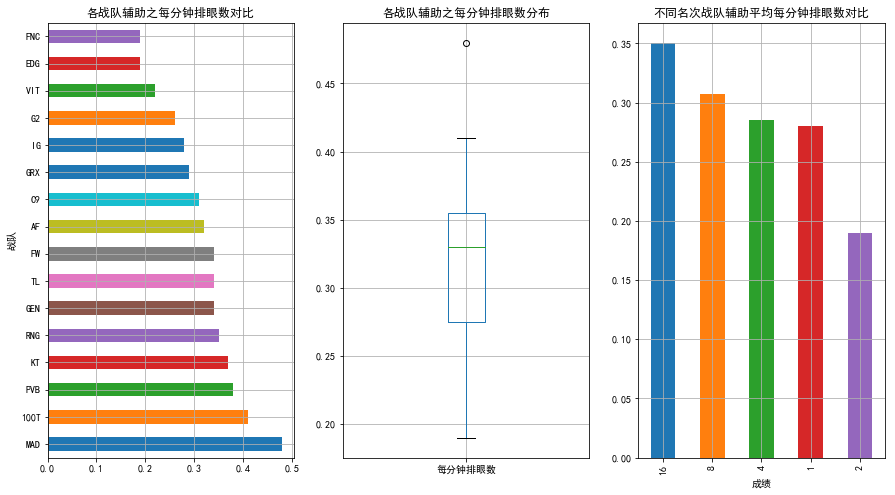 各战队辅助之每分钟排眼数对比
战队
FNC
EDG
VIT
G2
IG
GRX
C9
AF
FW
TL
GEN
RNG
KT
PVB
100T
MAD
0.0 0.1 0.2 0.3 0.4 0.5
各战队辅助之每分钟排眼数分布
0.45
0.40
0.35
0.30
0.25
0.20
每分钟排眼数
不同名次战队辅助平均每分钟排眼数对比
0.35
0.30
0.25
0.20
0.15
0.10
0.05
0.00
16 8 4 1 2
成绩